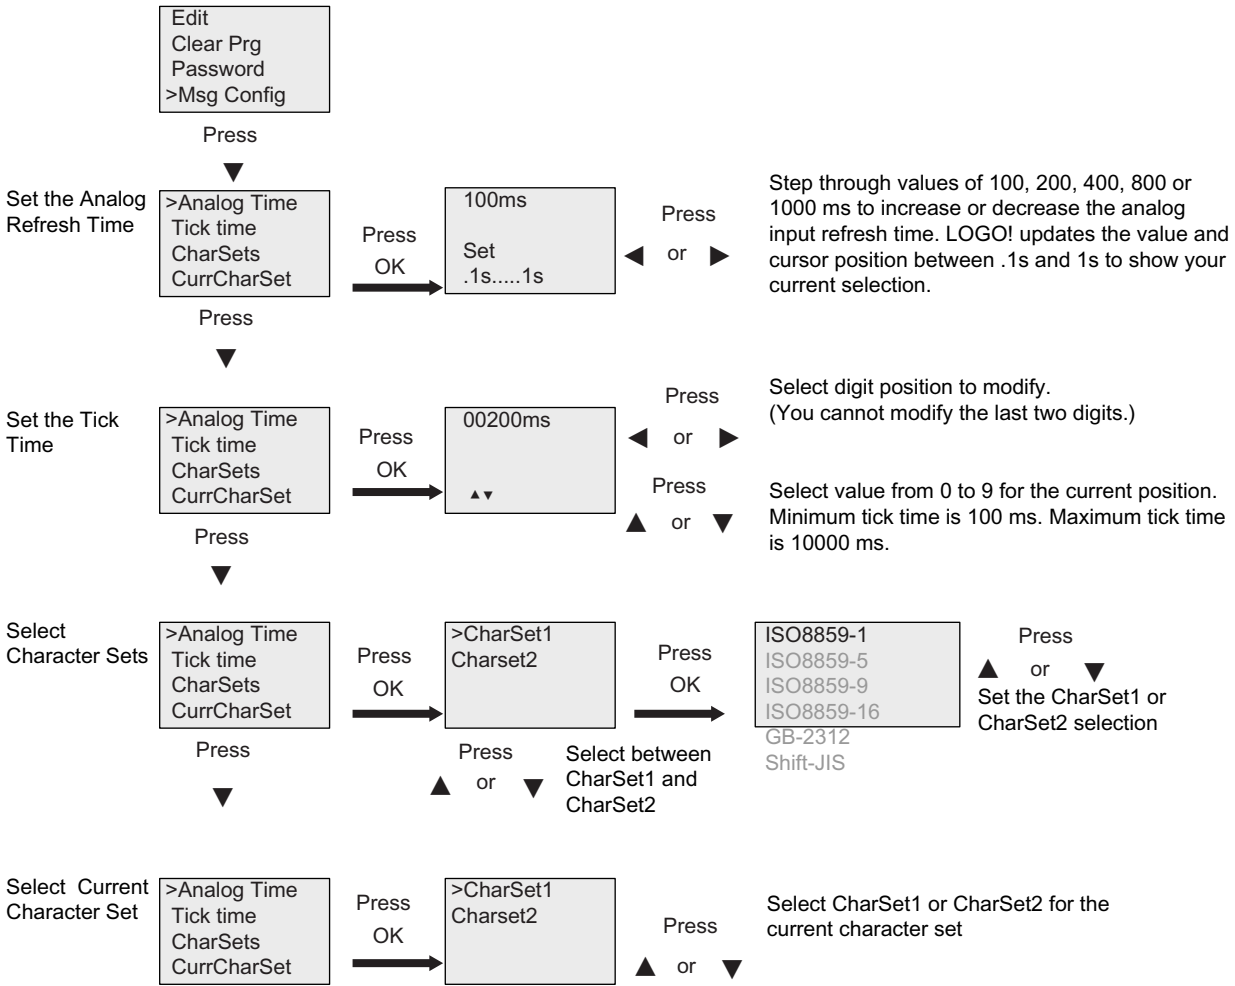 Edit
Clear Prg
Password
>Msg Config
Press
Set the Analog
Refresh Time
>Analog Time
Tick time
CharSets
CurrCharSet
Press
OK
100ms
Set
.1s.....1s
Press
or
Step through values of 100, 200, 400, 800 or
1000 ms to increase or decrease the analog
input refresh time. LOGO! updates the value and
cursor position between .1s and 1s to show your
current selection.
Press
Set the Tick
Time
>Analog Time
Tick time
CharSets
CurrCharSet
Press
OK
00200ms
Press
or
Select digit position to modify.
(You cannot modify the last two digits.)
Press
or
Select value from 0 to 9 for the current position.
Minimum tick time is 100 ms. Maximum tick time
is 10000 ms.
Press
Select
Character Sets
>Analog Time
Tick time
CharSets
CurrCharSet
Press
OK
>CharSet1
Charset2
Press
or
Select between
CharSet1 and
CharSet2
Press
OK
ISO8859-1
ISO8859-5
ISO8859-9
ISO8859-16
GB-2312
Shift-JIS
Press
or
Set the CharSet1 or
CharSet2 selection
Press
Select Current
Character Set
>Analog Time
Tick time
CharSets
CurrCharSet
Press
OK
>CharSet1
Charset2
Press
or
Select CharSet1 or CharSet2 for the
current character set